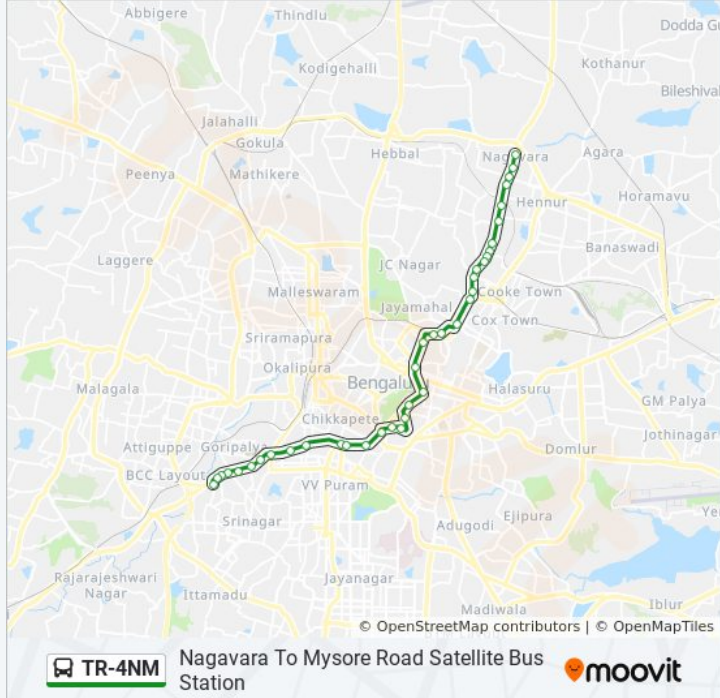 Abbigere
Thindlu
Dodda Gu
Kodigehalli
Kothanur
Bileshival
Jalahalli
Gokula
Hebbal
Nagavara
Agara
Peenya
Mathikere
Horamavu
Hennur
Banaswadi
Laggere
JC Nagar
Malleswaram
Cooke Town
Jayamahal
Cox Town
Sriramapura
Okalipura
Bengalu
Malagala
Halasuru
GM Palya
Chikkapete
Jothinagar
Attiguppe
Goripalya
Domlur
BCC Layout
VV Puram
Ejipura
Srinagar
Adugodi
Rajarajeshwari
Nagar
Ittamadu
Jayanagar
Madiwala
Iblur
© OpenStreetMap contributors | © OpenMapTiles
TR-4NM
Nagavara To Mysore Road Satellite Bus
Station
moovit